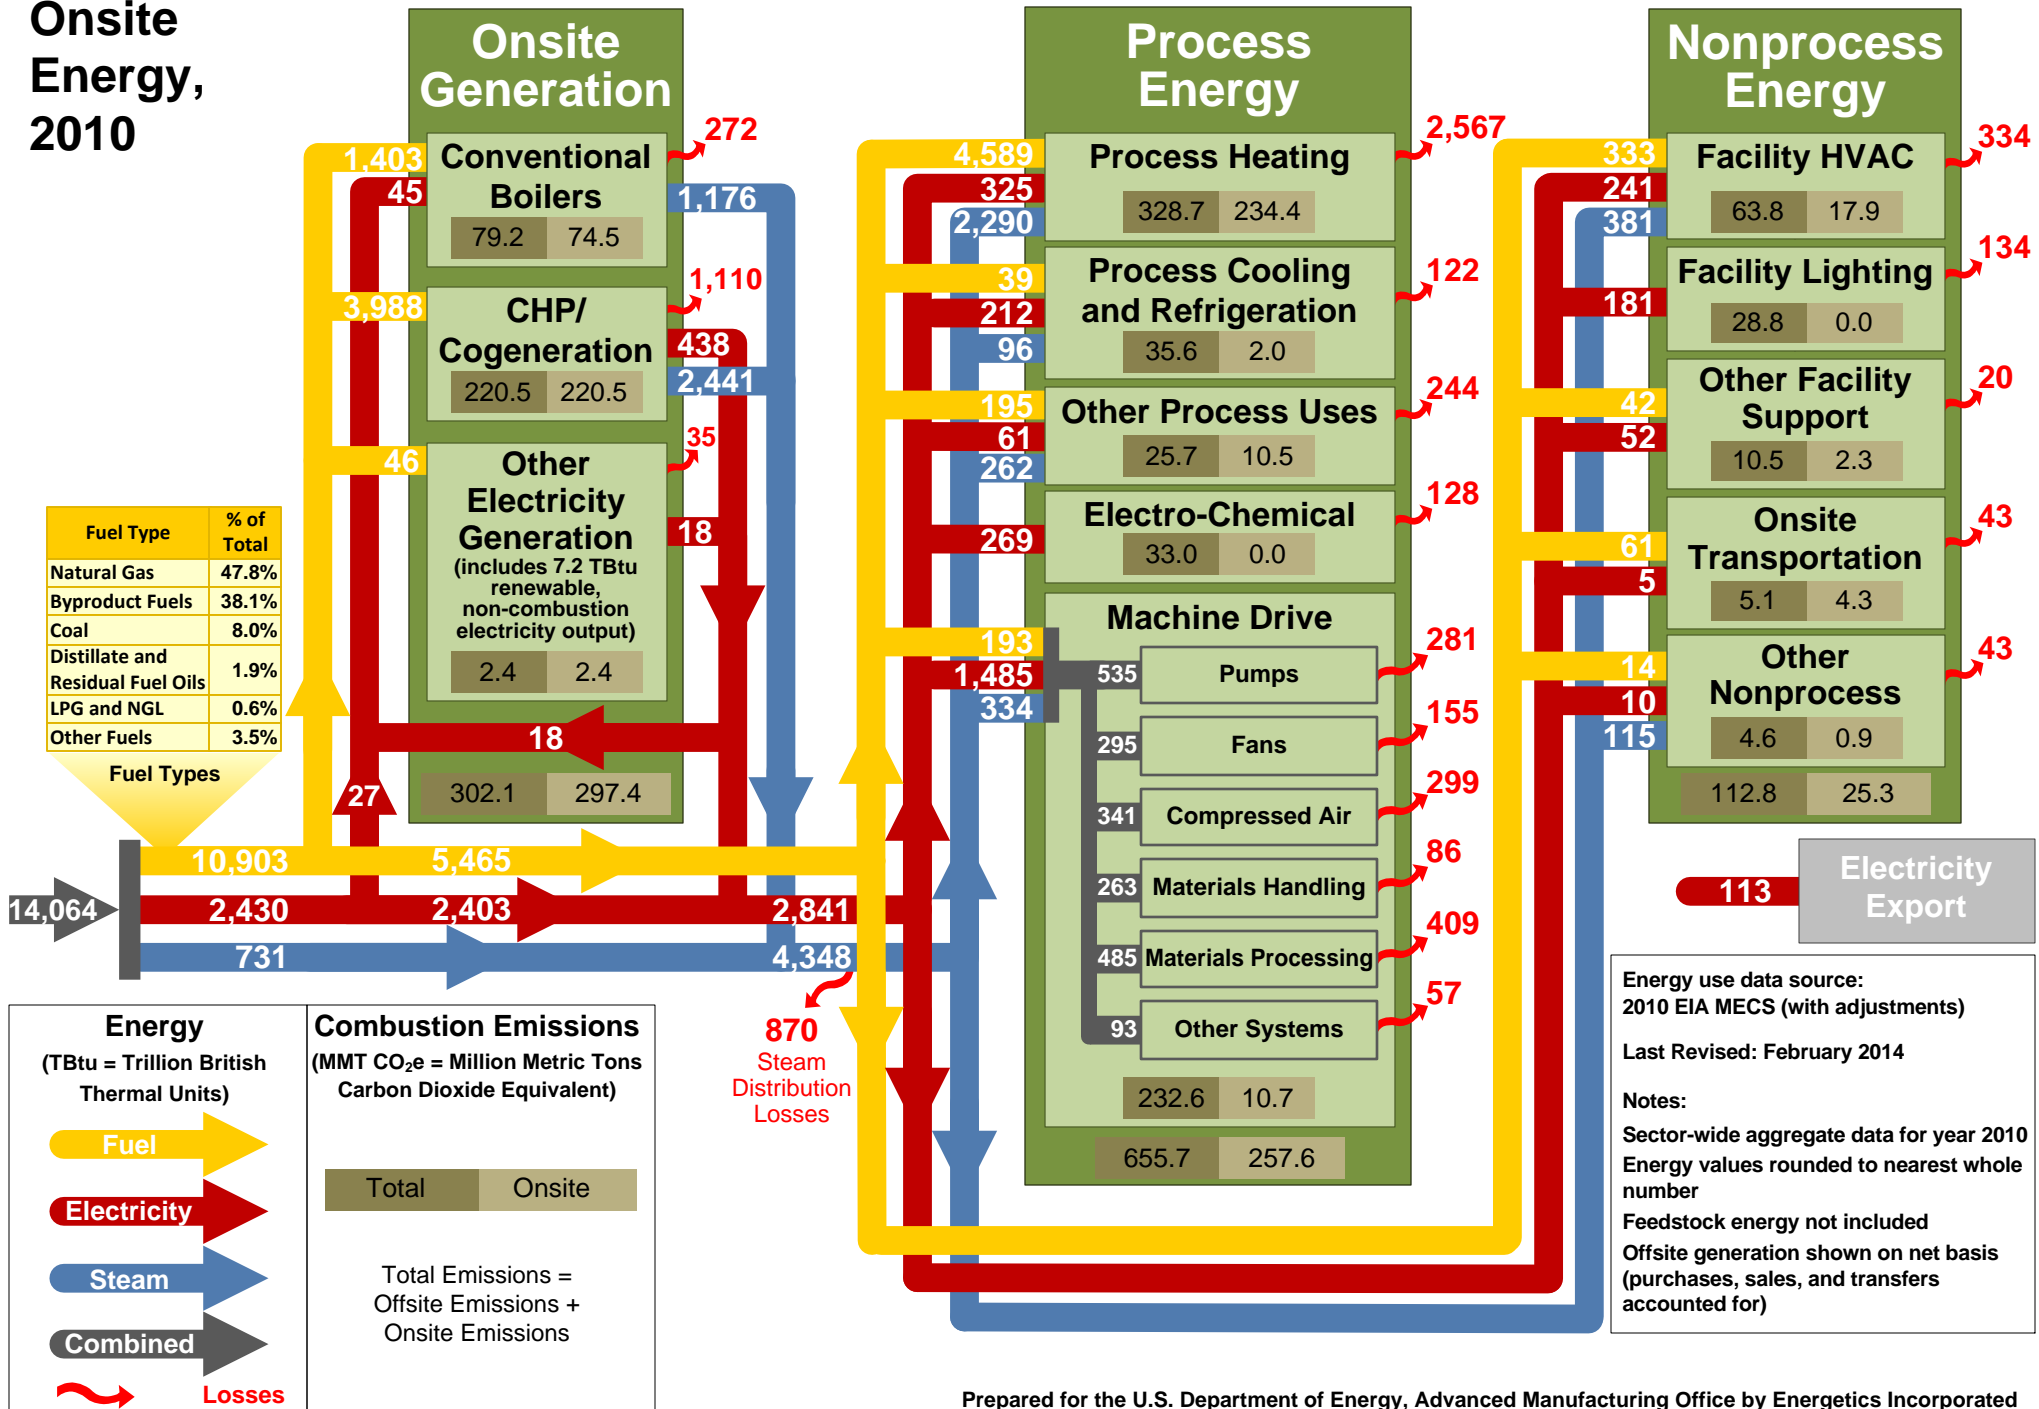 Onsite
Energy,
2010
Onsite
Generation
272
1,403
Conventional
Boilers
45
1,176
79.2 74.5
1,110
3,988
CHP/
Cogeneration
438
2,441
220.5 220.5
35
46
Other
Electricity
Generation
(includes 7.2 TBtu
renewable,
non-combustion
electricity output)
18
2.4 2.4
18
27
302.1 297.4
Fuel Type % of Total
Natural Gas 47.8%
Byproduct Fuels 38.1%
Coal 8.0%
Distillate and
Residual Fuel Oils 1.9%
LPG and NGL 0.6%
Other Fuels 3.5%
Fuel Types
14,064
10,903 5,465
2,430 2,403 2,841
731 4,348
870
Steam
Distribution
Losses
Process
Energy
2,567
4,589
Process Heating
325
2,290
328.7 234.4
122
39
Process Cooling
and Refrigeration
212
96
35.6 2.0
244
195
Other Process Uses
61
262
25.7 10.5
128
Electro-Chemical
269
33.0 0.0
Machine Drive
193
1,485
334
535 Pumps 281
295 Fans 155
341 Compressed Air 299
263 Materials Handling 86
485 Materials Processing 409
93 Other Systems 57
232.6 10.7
655.7 257.6
Nonprocess
Energy
334
333
Facility HVAC
241
381
63.8 17.9
134
Facility Lighting
181
28.8 0.0
20
Other Facility
Support
42
52
10.5 2.3
43
Onsite
Transportation
61
5
5.1 4.3
43
Other
Nonprocess
14
10
115
4.6 0.9
112.8 25.3
113
Electricity
Export
Energy
(TBtu = Trillion British
Thermal Units)
Fuel
Electricity
Steam
Combined
Losses
Combustion Emissions
(MMT CO₂e = Million Metric Tons
Carbon Dioxide Equivalent)
Total Onsite
Total Emissions =
Offsite Emissions +
Onsite Emissions
Energy use data source:
2010 EIA MECS (with adjustments)
Last Revised: February 2014
Notes:
Sector-wide aggregate data for year 2010
Energy values rounded to nearest whole
number
Feedstock energy not included
Offsite generation shown on net basis
(purchases, sales, and transfers
accounted for)
Prepared for the U.S. Department of Energy, Advanced Manufacturing Office by Energetics Incorporated